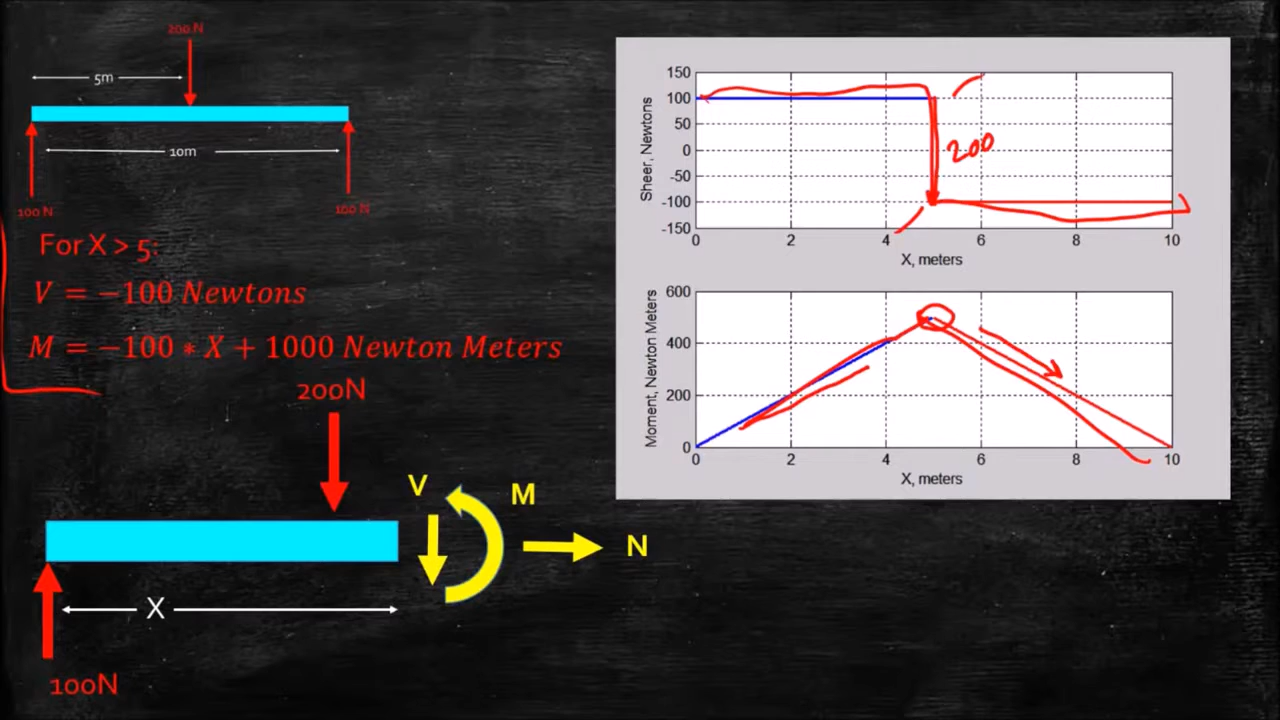 200 N
5m
10m
100 N
100 N
For X > 5:
V = −100 Newtons
M = −100 ∗ X + 1000 Newton Meters
200N
V
M
N
X
100N
Sheer, Newtons
150
100
50
0
-50
-100
-150
200
0 2 4 6 8 10
X, meters
Moment, Newton Meters
600
400
200
0
0 2 4 6 8 10
X, meters